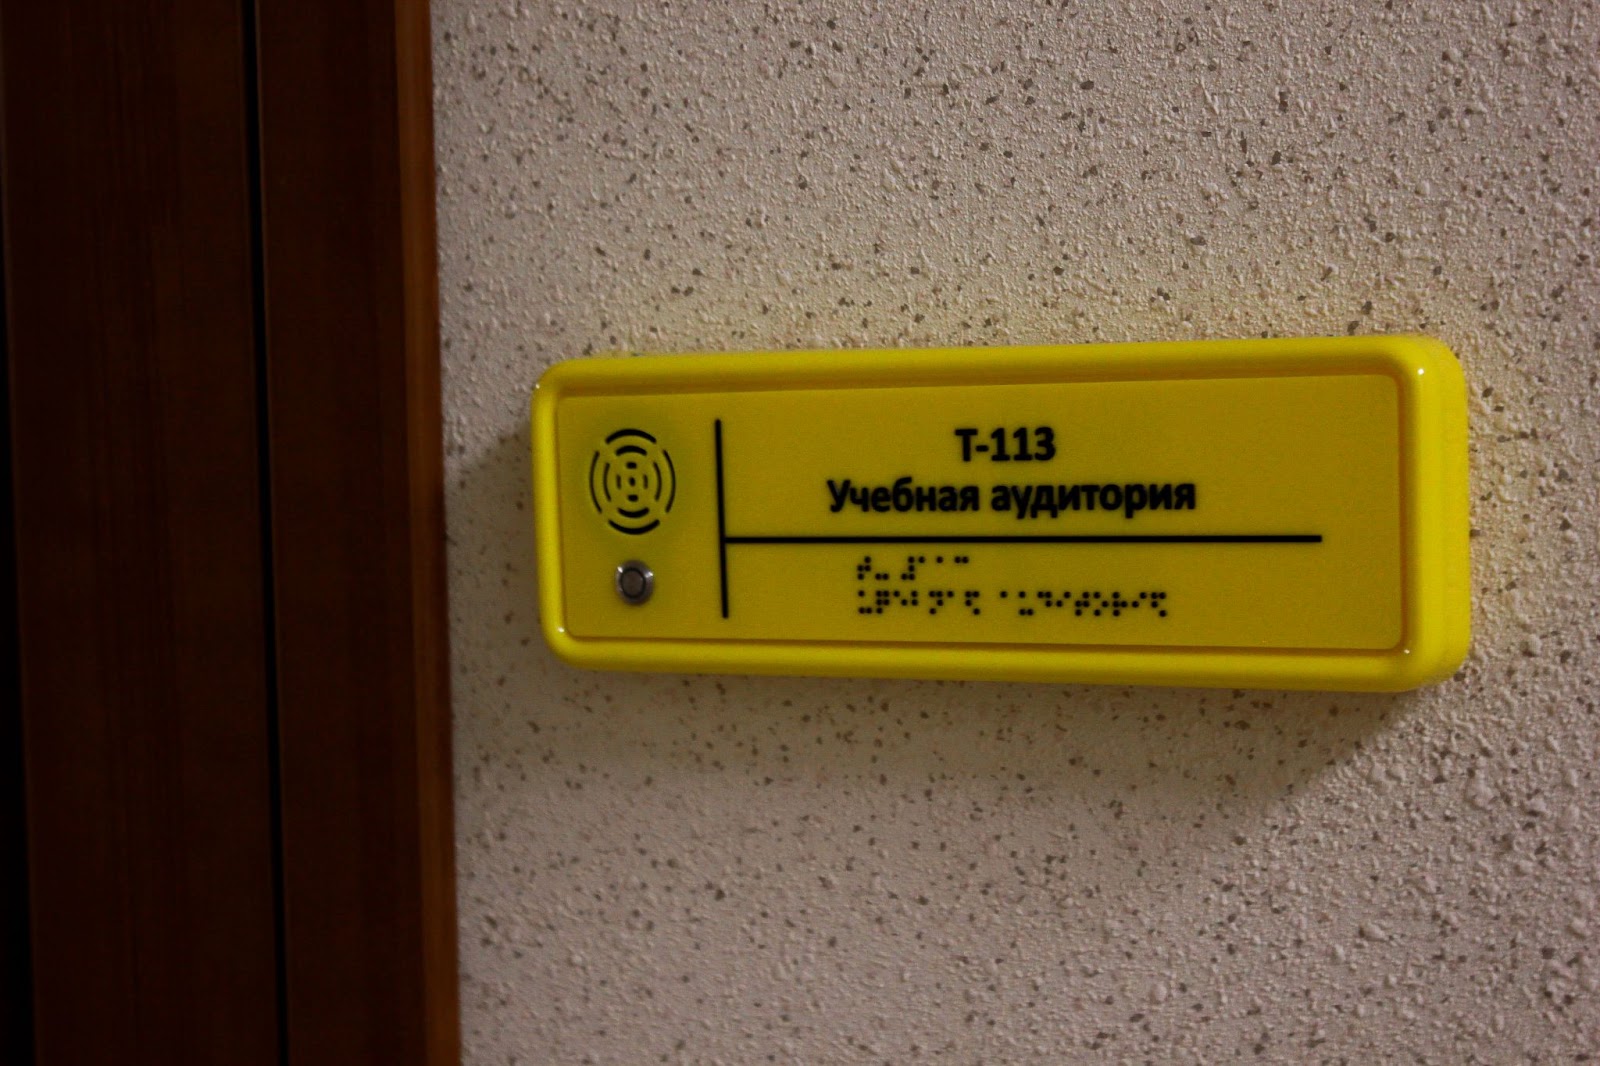 Т-113
Учебная аудитория
⠞⠤⠼⠁⠁⠉
⠥⠟⠑⠃⠝⠁⠫⠀⠁⠥⠙⠊⠞⠕⠗⠊⠫